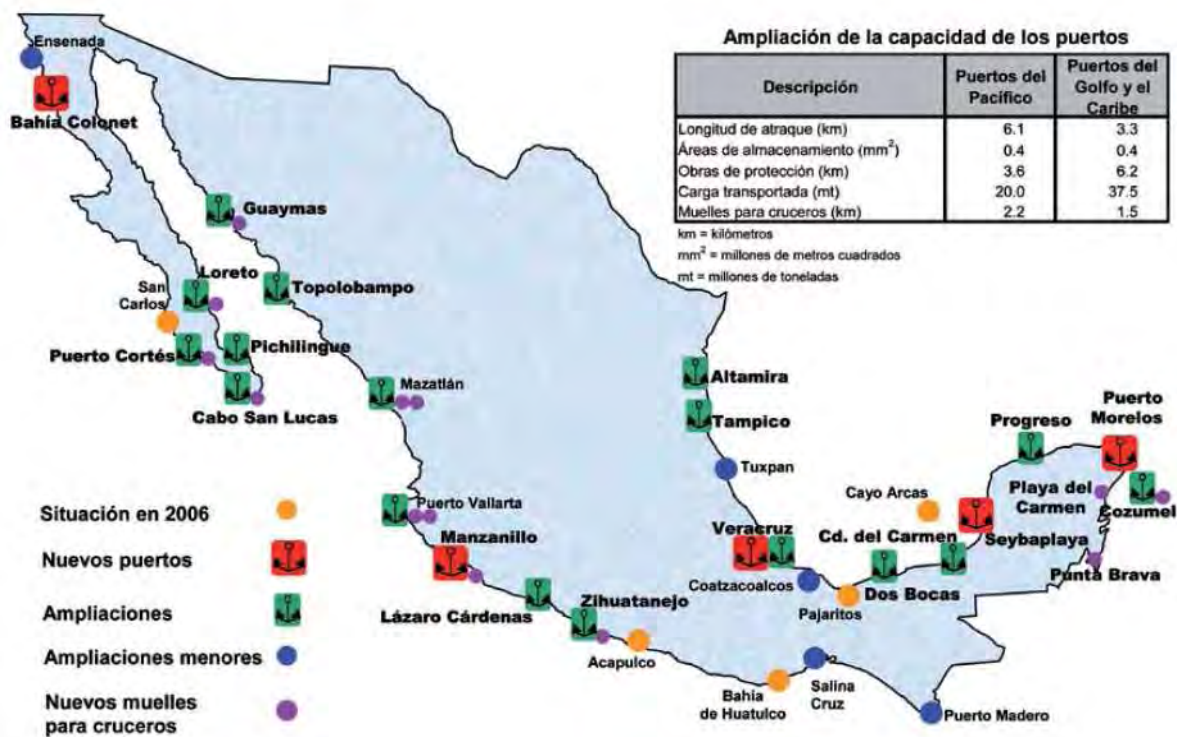 Ampliación de la capacidad de los puertos
Descripción
Puertos del
Pacífico
Puertos del
Golfo y el
Caribe
Longitud de atraque (km) 6.1 3.3
Áreas de almacenamiento (mm²) 0.4 0.4
Obras de protección (km) 3.6 6.2
Carga transportada (mt) 20.0 37.5
Muelles para cruceros (km) 2.2 1.5
km = kilómetros
mm² = millones de metros cuadrados
mt = millones de toneladas
Ensenada
Bahía Colonet
Guaymas
Loreto
Topolobampo
San
Carlos
Puerto Cortés
Pichilingue
Cabo San Lucas
Mazatlán
Altamira
Tampico
Tuxpan
Progreso
Puerto
Morelos
Playa del
Carmen
Cozumel
Cayo Arcas
Seybaplaya
Punta Brava
Puerto Vallarta
Manzanillo
Veracruz
Cd. del Carmen
Coatzacoalcos
Dos Bocas
Pajaritos
Lázaro Cárdenas
Zihuatanejo
Acapulco
Bahía
de Huatulco
Salina
Cruz
Puerto Madero
Situación en 2006
Nuevos puertos
Ampliaciones
Ampliaciones menores
Nuevos muelles
para cruceros